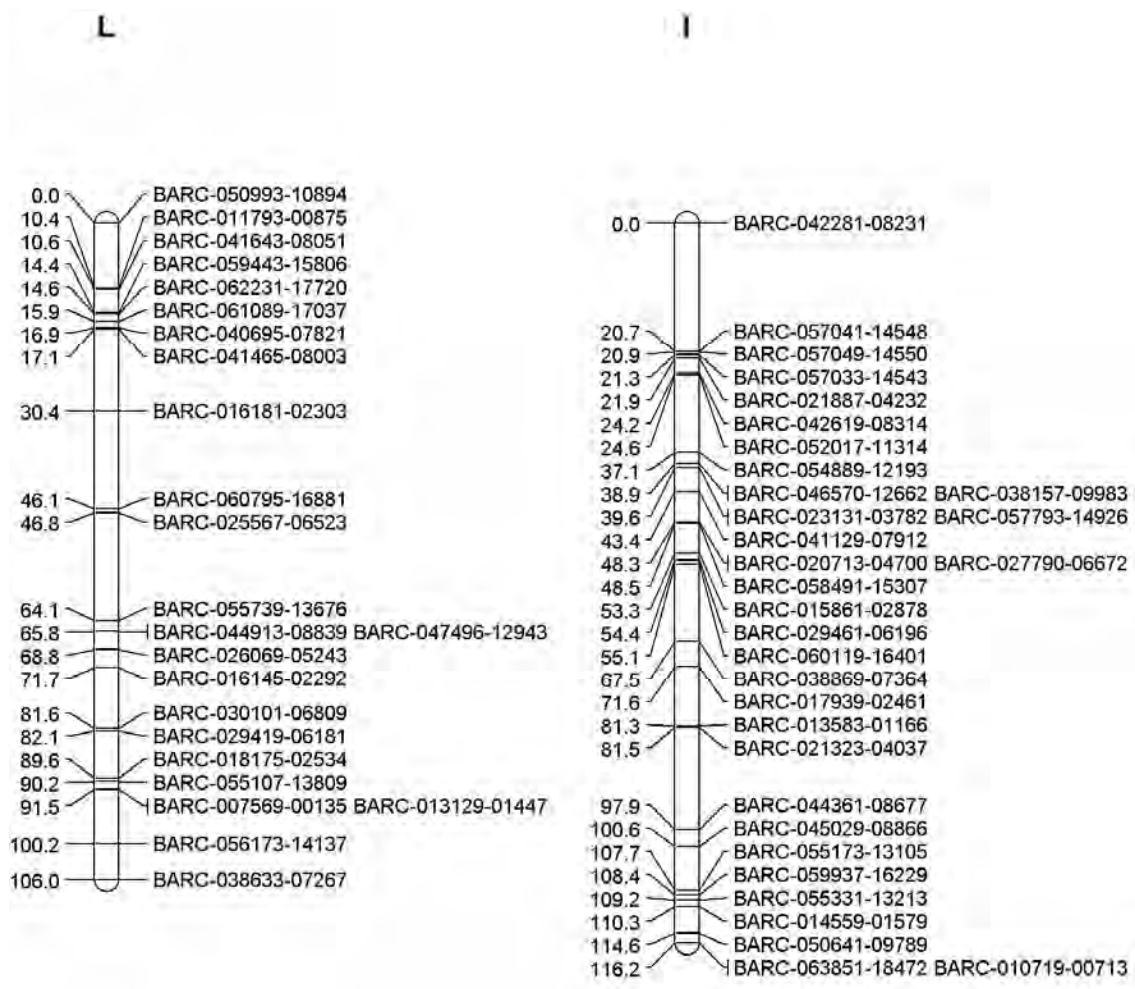 L
0.0 BARC-050993-10894
10.4 BARC-011793-00875
10.6 BARC-041643-08051
14.4 BARC-059443-15806
14.6 BARC-062231-17720
15.9 BARC-061089-17037
16.9 BARC-040695-07821
17.1 BARC-041465-08003
30.4 BARC-016181-02303
46.1 BARC-060795-16881
46.8 BARC-025567-06523
64.1 BARC-055739-13676
65.8 BARC-044913-08839 BARC-047496-12943
68.8 BARC-026069-05243
71.7 BARC-016145-02292
81.6 BARC-030101-06809
82.1 BARC-029419-06181
89.6 BARC-018175-02534
90.2 BARC-055107-13809
91.5 BARC-007569-00135 BARC-013129-01447
100.2 BARC-056173-14137
106.0 BARC-038633-07267
I
0.0 BARC-042281-08231
20.7 BARC-057041-14548
20.9 BARC-057049-14550
21.3 BARC-057033-14543
21.9 BARC-021887-04232
24.2 BARC-042619-08314
24.6 BARC-052017-11314
37.1 BARC-054889-12193
38.9 BARC-046570-12662 BARC-038157-09983
39.6 BARC-023131-03782 BARC-057793-14926
43.4 BARC-041129-07912
48.3 BARC-020713-04700 BARC-027790-06672
48.5 BARC-058491-15307
53.3 BARC-015861-02878
54.4 BARC-029461-06196
55.1 BARC-060119-16401
67.5 BARC-038869-07364
71.6 BARC-017939-02461
81.3 BARC-013583-01166
81.5 BARC-021323-04037
97.9 BARC-044361-08677
100.6 BARC-045029-08866
107.7 BARC-055173-13105
108.4 BARC-059937-16229
109.2 BARC-055331-13213
110.3 BARC-014559-01579
114.6 BARC-050641-09789
116.2 BARC-063851-18472 BARC-010719-00713